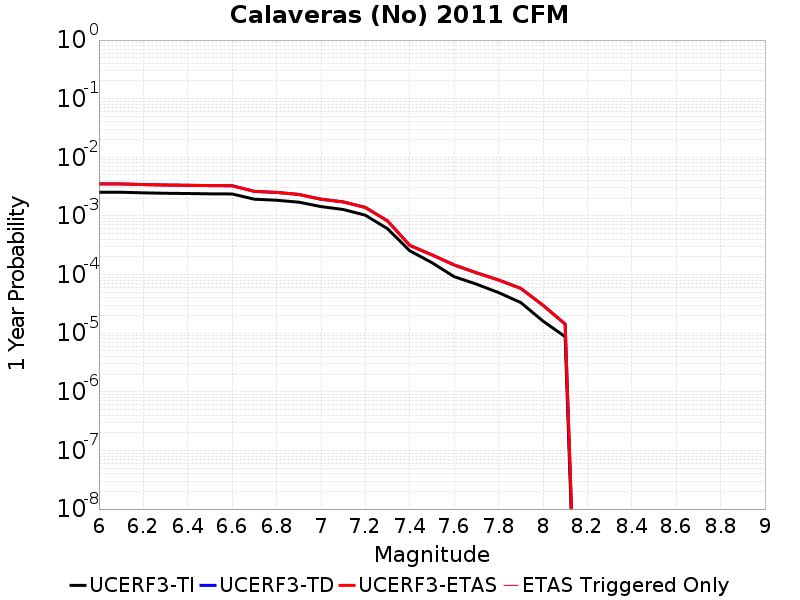 Calaveras (No) 2011 CFM
1 Year Probability
10^0
10^-1
10^-2
10^-3
10^-4
10^-5
10^-6
10^-7
10^-8
6 6.2 6.4 6.6 6.8 7 7.2 7.4 7.6 7.8 8 8.2 8.4 8.6 8.8 9
Magnitude
UCERF3-TI UCERF3-TD UCERF3-ETAS ETAS Triggered Only